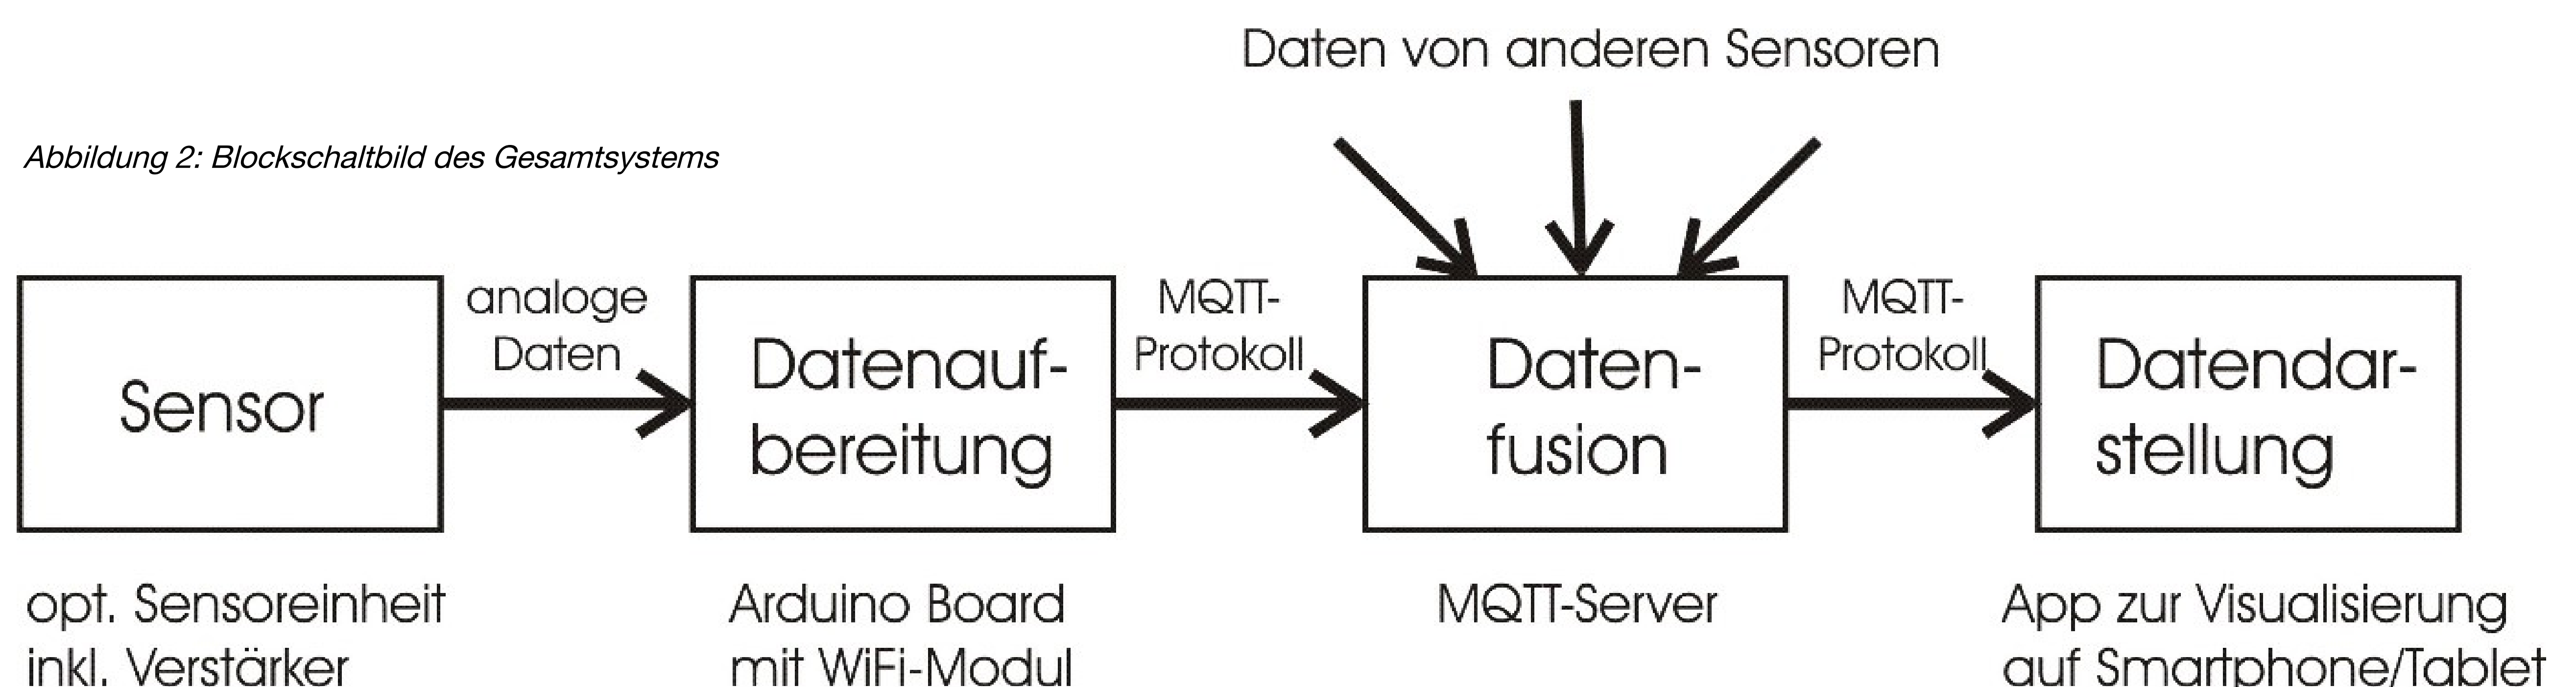 Daten von anderen Sensoren
Abbildung 2: Blockschaltbild des Gesamtsystems
Sensor
analoge
Daten
Datenauf-
bereitung
MQTT-
Protokoll
Daten-
fusion
MQTT-
Protokoll
Datendar-
stellung
opt. Sensoreinheit
inkl. Verstärker
Arduino Board
mit WiFi-Modul
MQTT-Server
App zur Visualisierung
auf Smartphone/Tablet